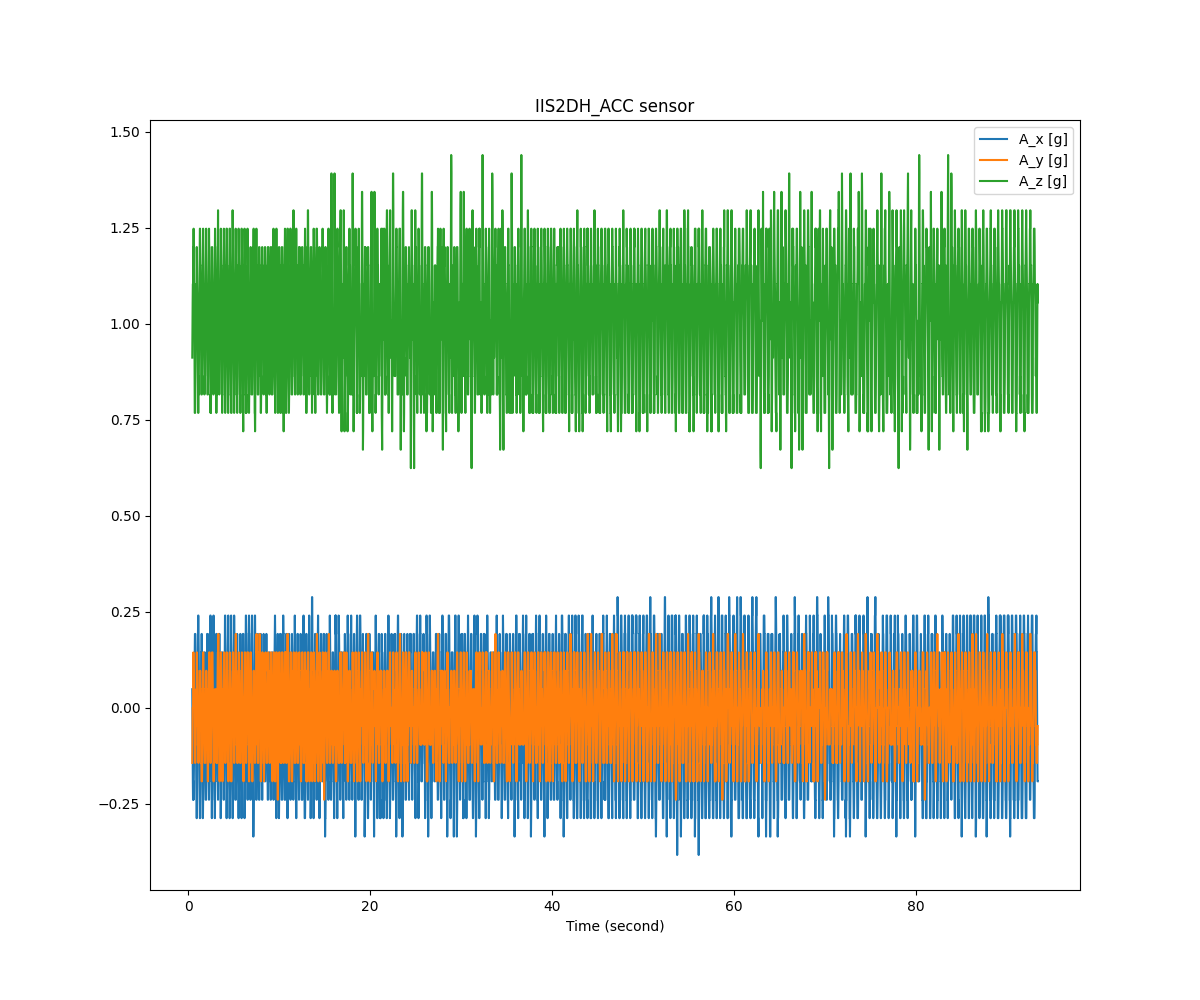 IIS2DH_ACC sensor
A_x [g]
A_y [g]
A_z [g]
1.50
1.25
1.00
0.75
0.50
0.25
0.00
−0.25
0 20 40 60 80
Time (second)